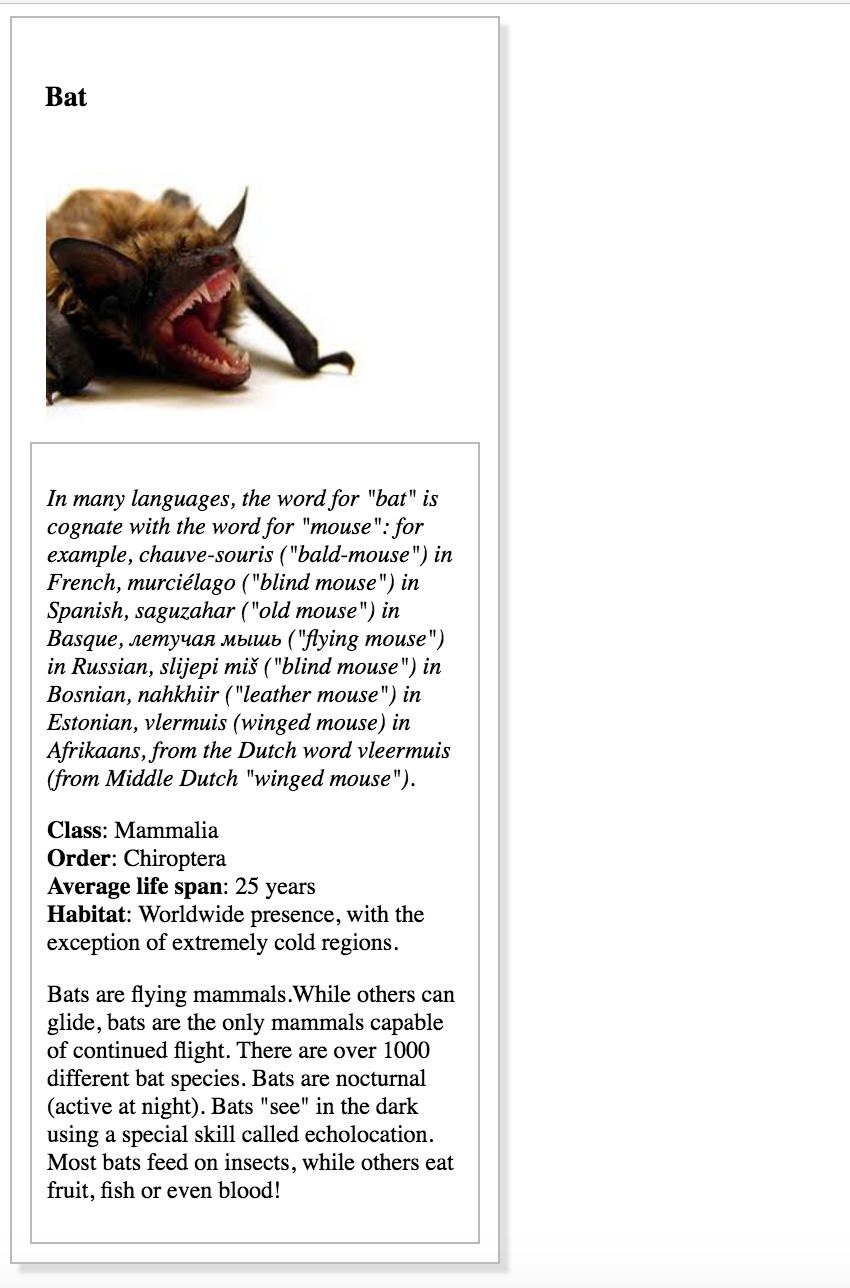 Bat
In many languages, the word for "bat" is
cognate with the word for "mouse": for
example, chauve-souris ("bald-mouse") in
French, murciélago ("blind mouse") in
Spanish, saguzahar ("old mouse") in
Basque, летучая мышь ("flying mouse")
in Russian, slijepi miš ("blind mouse") in
Bosnian, nahkhiir ("leather mouse") in
Estonian, vlermuis (winged mouse) in
Afrikaans, from the Dutch word vleermuis
(from Middle Dutch "winged mouse").
Class: Mammalia
Order: Chiroptera
Average life span: 25 years
Habitat: Worldwide presence, with the
exception of extremely cold regions.
Bats are flying mammals.While others can
glide, bats are the only mammals capable
of continued flight. There are over 1000
different bat species. Bats are nocturnal
(active at night). Bats "see" in the dark
using a special skill called echolocation.
Most bats feed on insects, while others eat
fruit, fish or even blood!